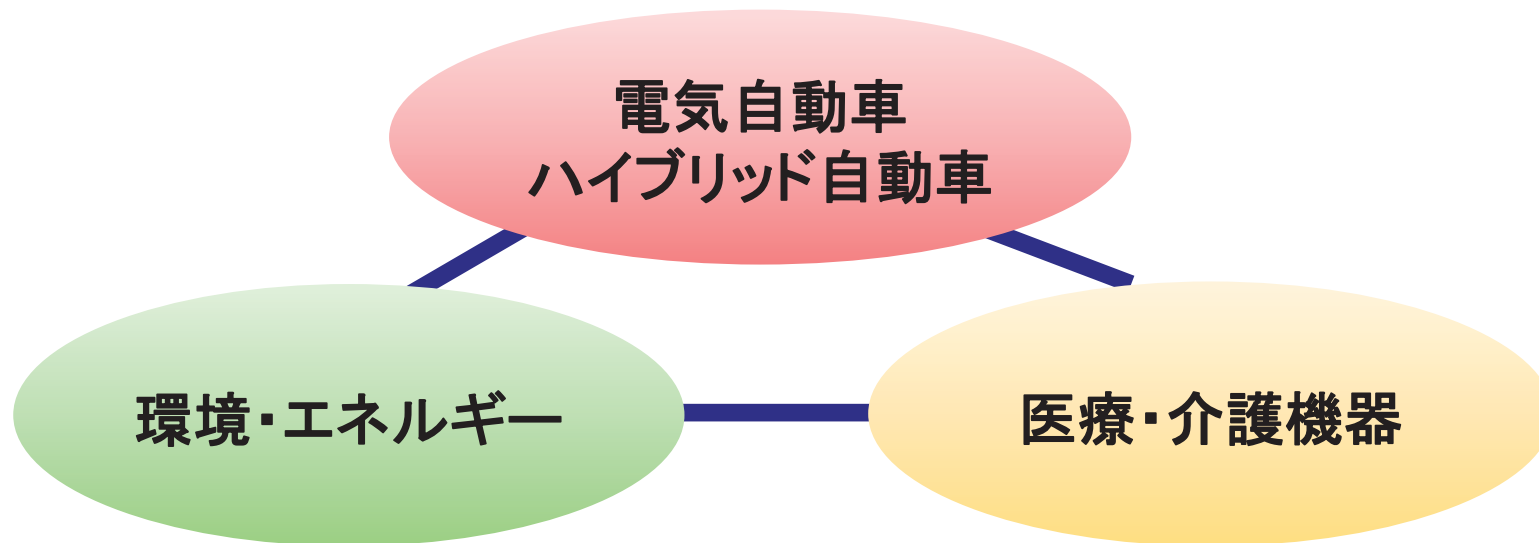 電気自動車
ハイブリッド自動車
環境・エネルギー
医療・介護機器